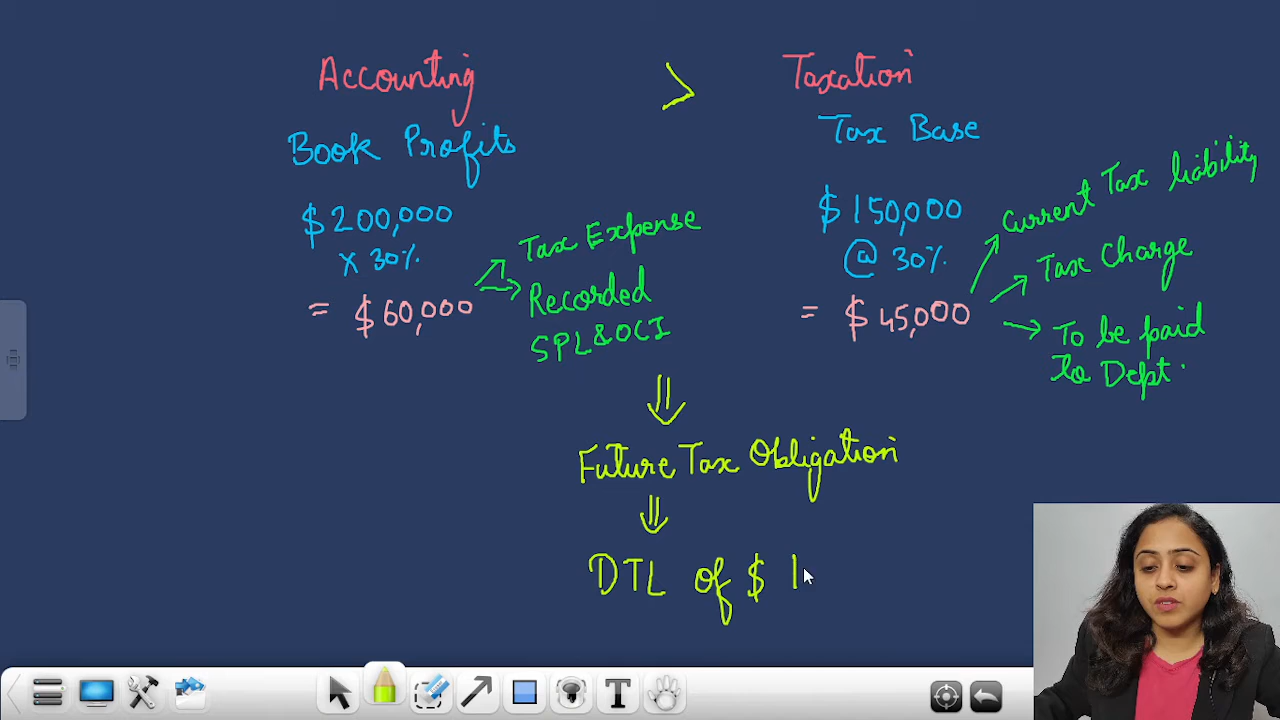 Accounting > Taxation
Book Profits
Tax Base
$200,000
x 30%
= $60,000
Tax Expense
Recorded
SPL&OCI
$150,000
@ 30%
= $45,000
Current Tax liability
Tax Charge
To be paid
To Dept.
Future Tax Obligation
DTL of $ 1